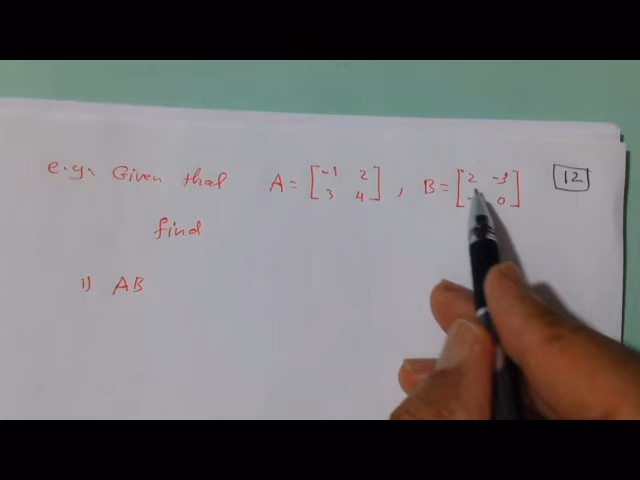 e.g. Given that A = [-1 2 , B = [2 -3 12
3 4] 0]
find
1) AB